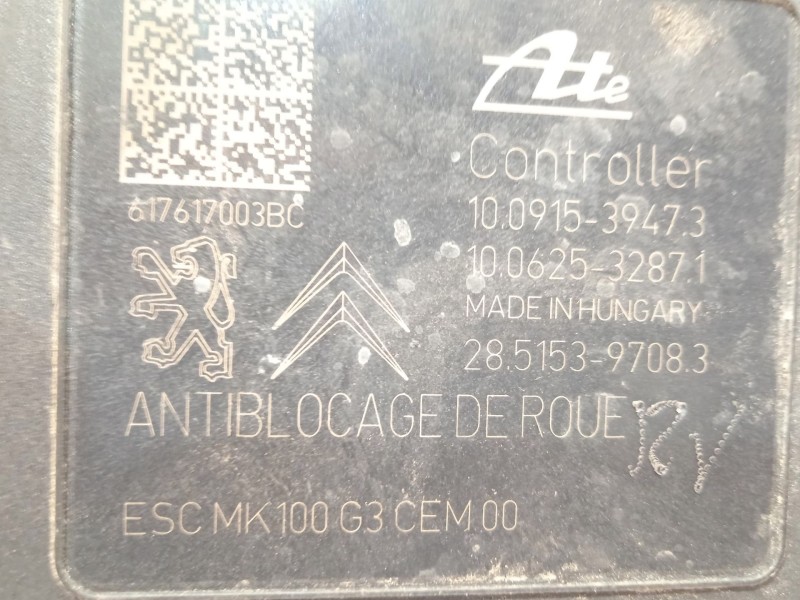 Ate
Controller
617617003BC
10.0915-3947.3
10.0625-3287.1
MADE IN HUNGARY
28.5153-9708.3
ANTIBLOCAGE DE ROUE
RV
ESC MK100 G3 CEM 00